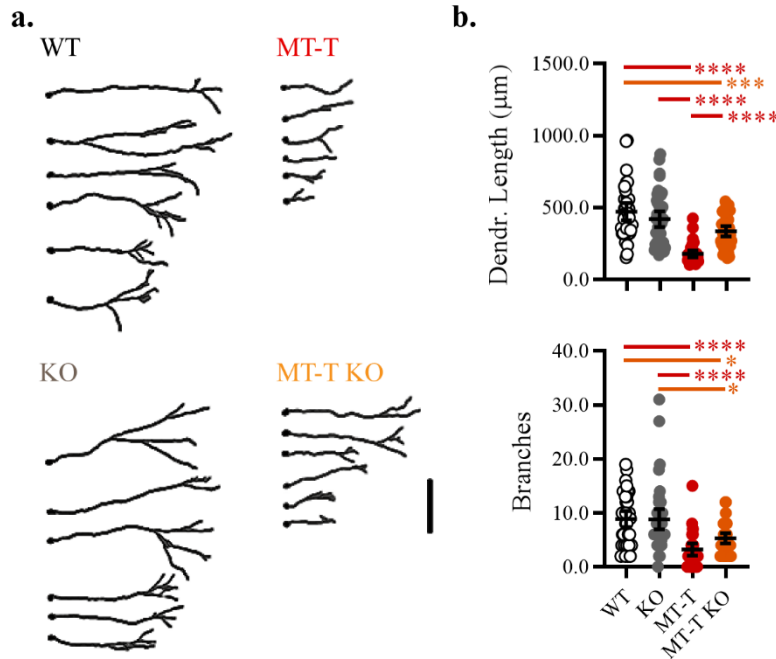 a.
WT
MT-T
KO
MT-T KO
b.
Dendr. Length (μm)
1500.0
1000.0
500.0
0.0
****
***
****
****
Branches
40.0
30.0
20.0
10.0
0.0
****
*
****
*
WT
KO
MT-T
MT-T KO